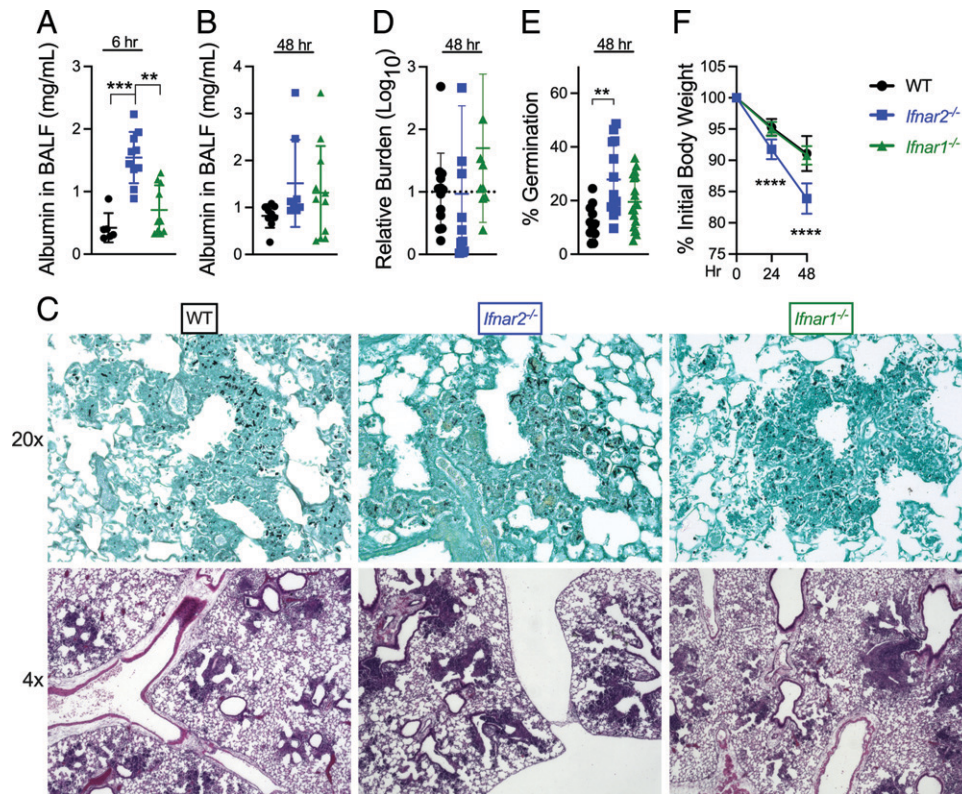 A
6 hr
Albumin in BALF (mg/mL)
3
2
1
0
***
**
B
48 hr
Albumin in BALF (mg/mL)
4
3
2
1
0
D
48 hr
Relative Burden (Log10)
3
2
1
0
E
48 hr
% Germination
60
40
20
0
**
F
% Initial Body Weight
105
100
95
90
85
80
75
****
****
Hr 0 24 48
WT
Ifnar2-/-
Ifnar1-/-
C
WT
Ifnar2-/-
Ifnar1-/-
20x
4x